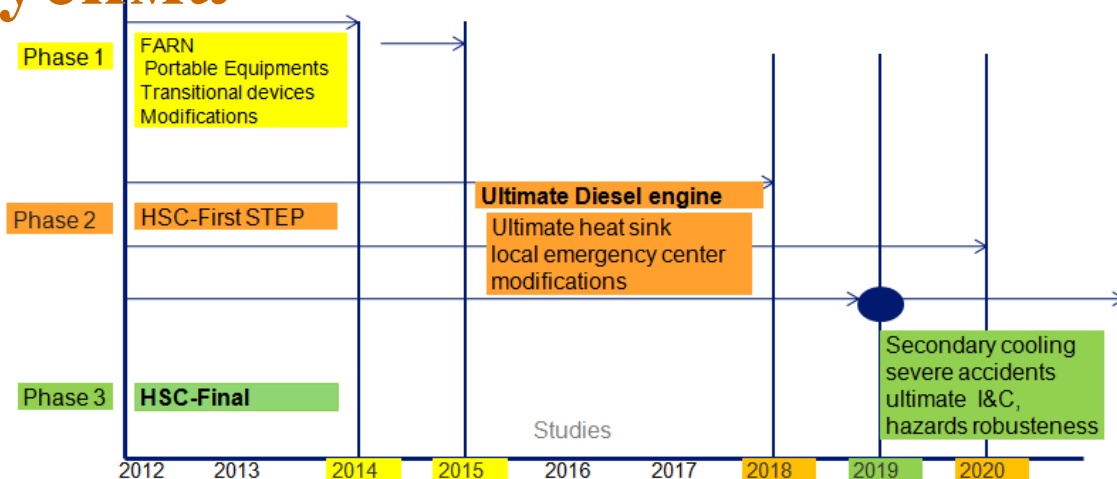 Phase 1
FARN
Portable Equipments
Transitional devices
Modifications
Phase 2
HSC-First STEP
Ultimate Diesel engine
Ultimate heat sink
local emergency center
modifications
Phase 3
HSC-Final
Secondary cooling
severe accidents
ultimate I&C,
hazards robusteness
Studies
2012 2013 2014 2015 2016 2017 2018 2019 2020